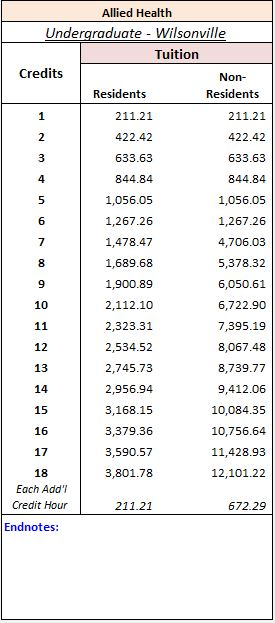 Allied Health
Undergraduate - Wilsonville
Credits Tuition
Residents Non-Residents
1 211.21 211.21
2 422.42 422.42
3 633.63 633.63
4 844.84 844.84
5 1,056.05 1,056.05
6 1,267.26 1,267.26
7 1,478.47 4,706.03
8 1,689.68 5,378.32
9 1,900.89 6,050.61
10 2,112.10 6,722.90
11 2,323.31 7,395.19
12 2,534.52 8,067.48
13 2,745.73 8,739.77
14 2,956.94 9,412.06
15 3,168.15 10,084.35
16 3,379.36 10,756.64
17 3,590.57 11,428.93
18 3,801.78 12,101.22
Each Add'l
Credit Hour 211.21 672.29
Endnotes: